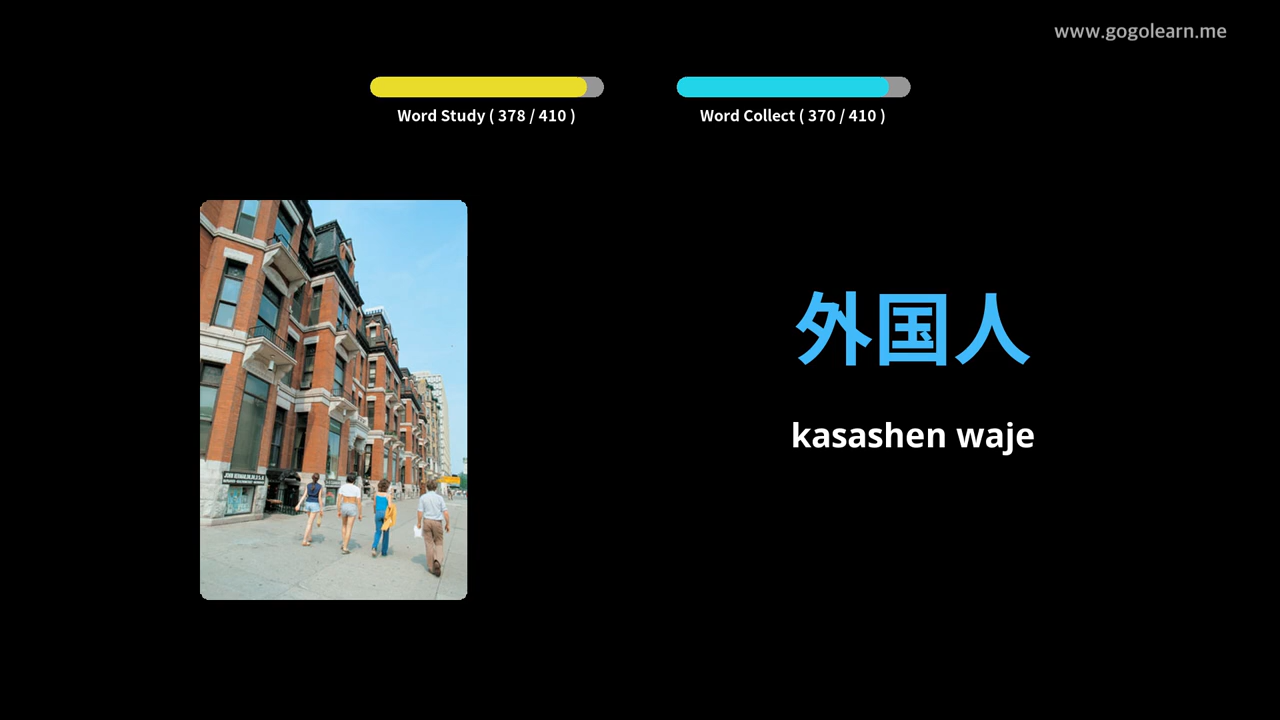 www.gogolearn.me
Word Study ( 378 / 410 )
Word Collect ( 370 / 410 )
外国人
kasashen waje